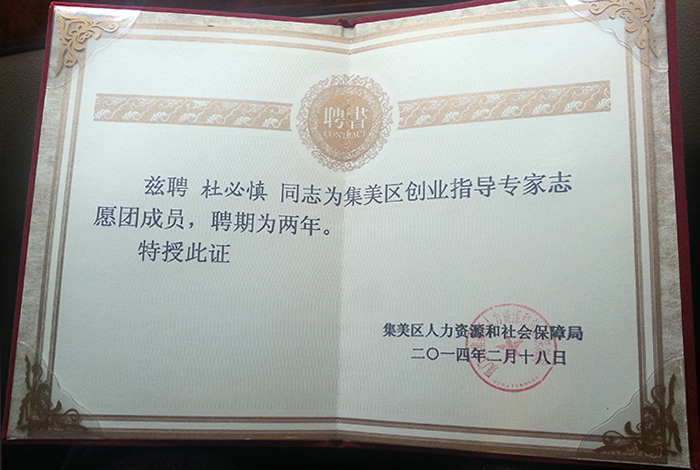 聘書
CONTRACT
兹聘 杜必慎 同志为集美区创业指导专家志
愿团成员，聘期为两年。
特授此证
集美区人力资源和社会保障局
二〇一四年二月十八日